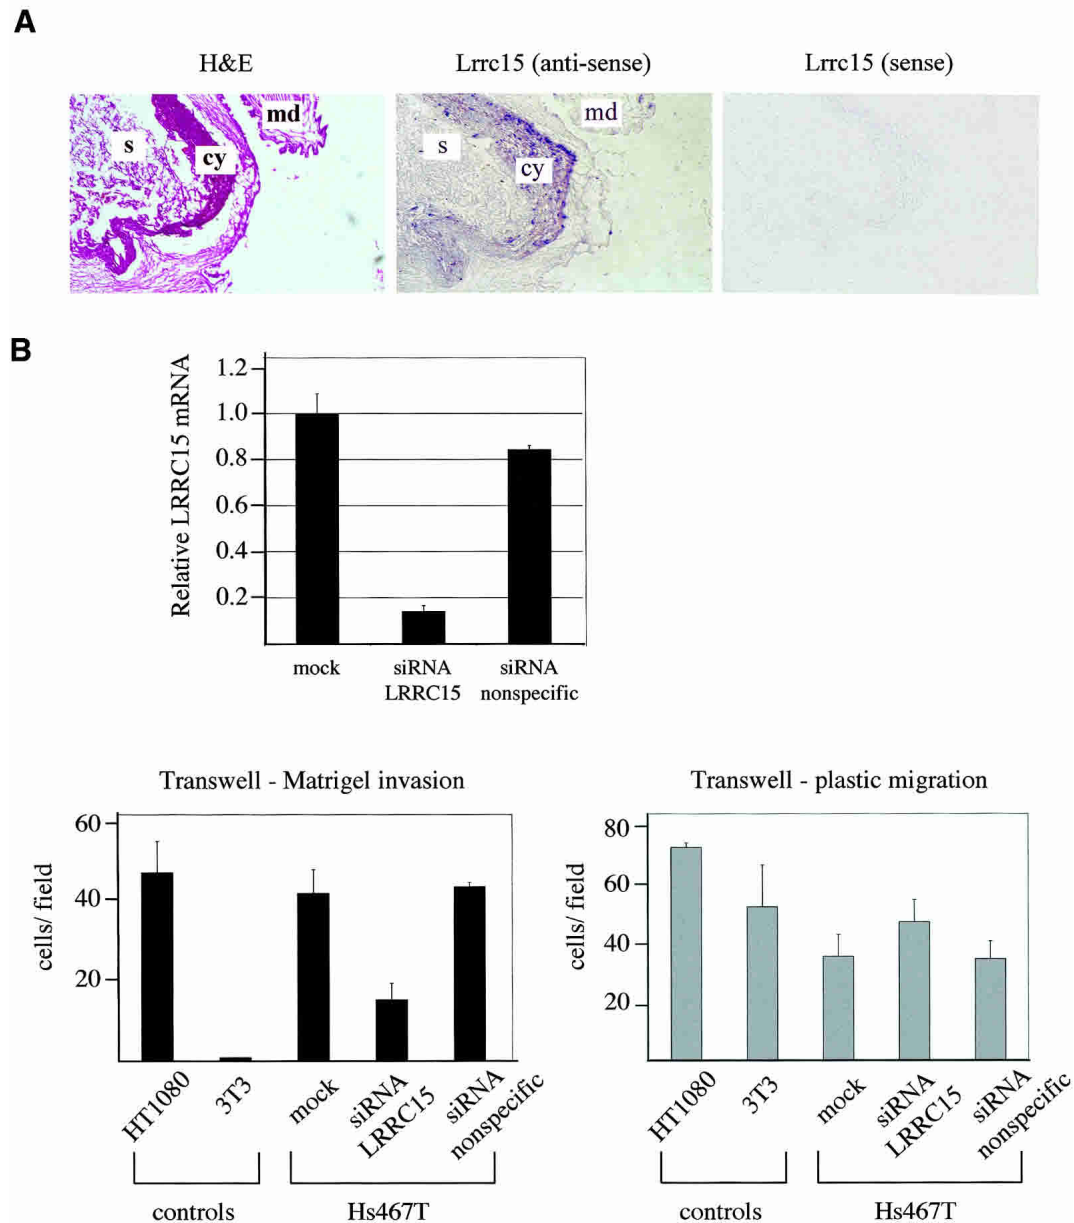 A
H&E
Lrrc15 (anti-sense)
Lrrc15 (sense)
s
cy
md
s
cy
md
B
Relative LRRC15 mRNA
1.2
1.0
0.8
0.6
0.4
0.2
mock
siRNA
LRRC15
siRNA
nonspecific
Transwell - Matrigel invasion
cells/ field
60
40
20
HT1080
3T3
mock
siRNA
LRRC15
siRNA
nonspecific
controls
Hs467T
Transwell - plastic migration
cells/ field
80
60
40
20
HT1080
3T3
mock
siRNA
LRRC15
siRNA
nonspecific
controls
Hs467T